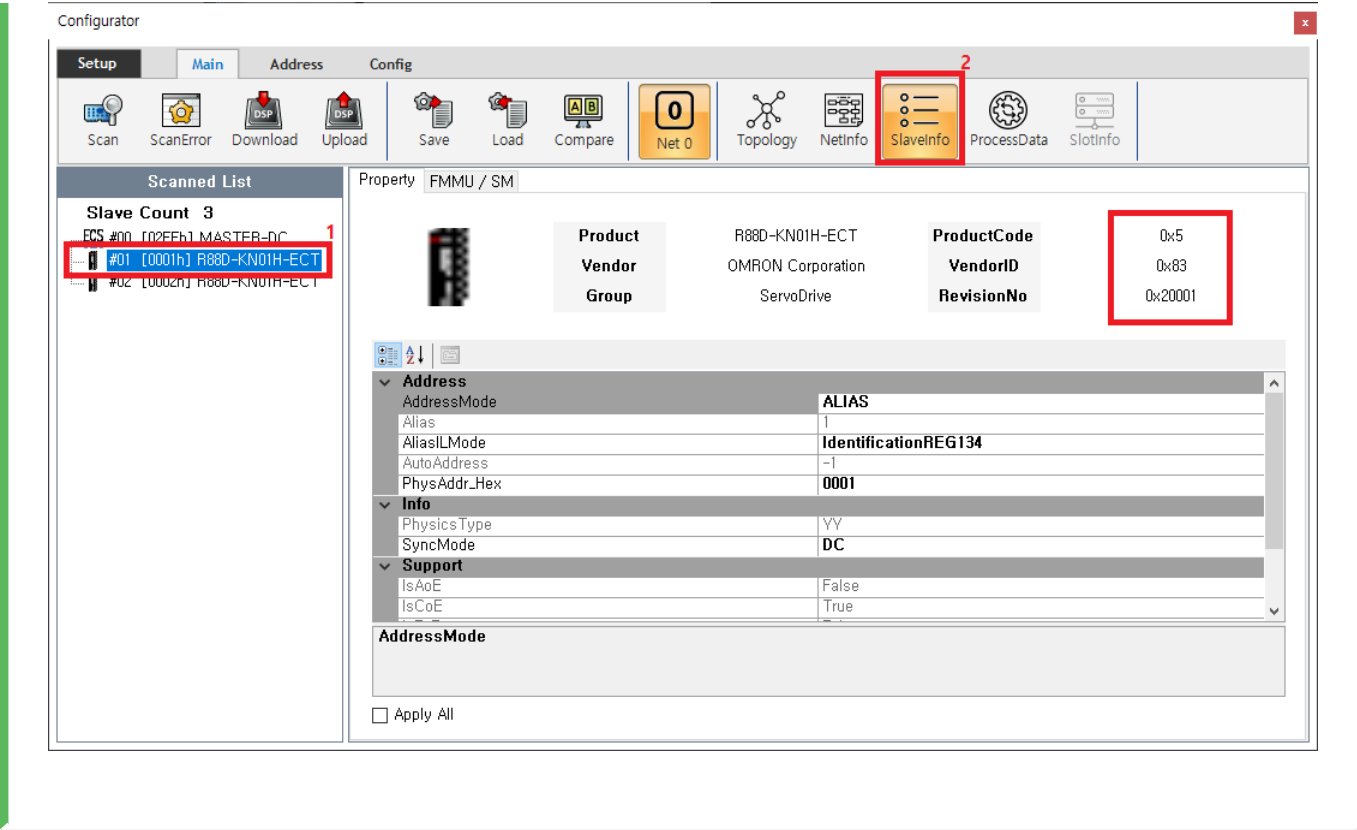 Configurator
x
Setup Main Address Config
2
DSP DSP A B 0
Scan ScanError Download Upload Save Load Compare Net 0 Topology NetInfo SlaveInfo ProcessData SlotInfo
Scanned List
Property FMMU / SM
Slave Count 3
#00 MASTER-DC
1
#01 [0001h] R88D-KN01H-ECT
#02 [0002h] R88D-KN01H-ECT
Product R88D-KN01H-ECT ProductCode 0x5
Vendor OMRON Corporation VendorID 0x83
Group ServoDrive RevisionNo 0x20001
A Z
Address
AddressMode ALIAS
Alias 1
AliasILMode IdentificationREG134
AutoAddress -1
PhysAddr_Hex 0001
Info
PhysicsType YY
SyncMode DC
Support
IsAoE False
IsCoE True
AddressMode
Apply All